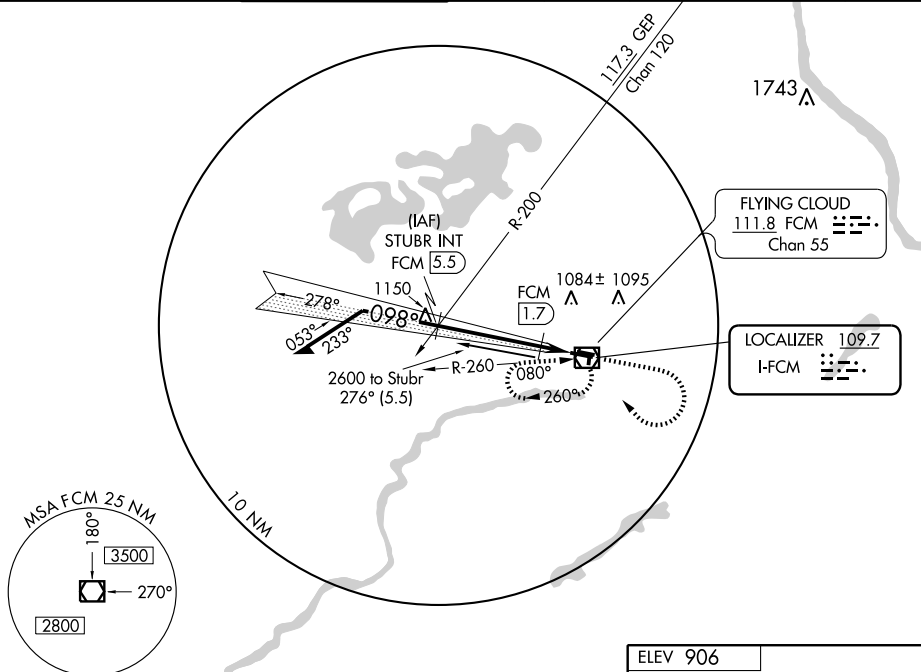 117.3 GEP
Chan 120
1743
R-200
FLYING CLOUD
111.8 FCM
Chan 55
(IAF)
STUBR INT
FCM 5.5
1150
FCM
1.7
1084± 1095
278°
098°
053°
233°
LOCALIZER 109.7
I-FCM
R-260
080°
2600 to Stubr
276° (5.5)
260°
10 NM
MSA FCM 25 NM
180°
3500
270°
2800
ELEV 906